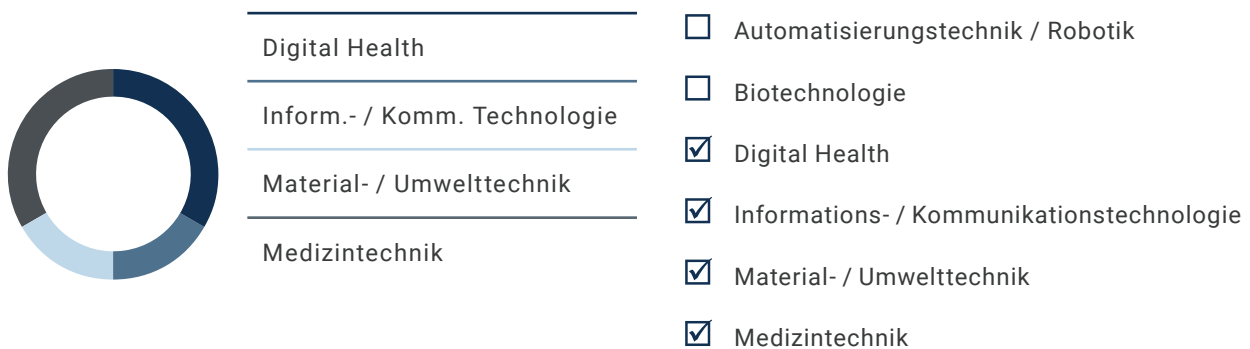 Digital Health
Inform.- / Komm. Technologie
Material- / Umwelttechnik
Medizintechnik
Automatisierungstechnik / Robotik
Biotechnologie
Digital Health
Informations- / Kommunikationstechnologie
Material- / Umwelttechnik
Medizintechnik